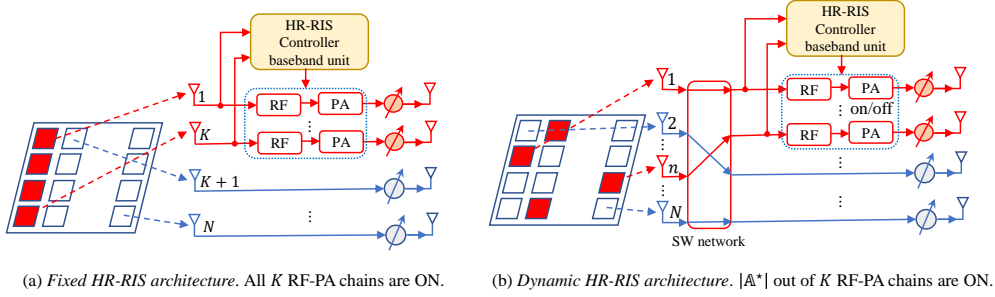 HR-RIS
Controller
baseband unit
1
RF
PA
⋮
K
RF
PA
K + 1
⋮
N
(a) Fixed HR-RIS architecture. All K RF-PA chains are ON.
HR-RIS
Controller
baseband unit
1
RF
PA
⋮ on/off
2
RF
PA
⋮
n
⋮
⋮
N
SW network
(b) Dynamic HR-RIS architecture. |𝔸⋆| out of K RF-PA chains are ON.